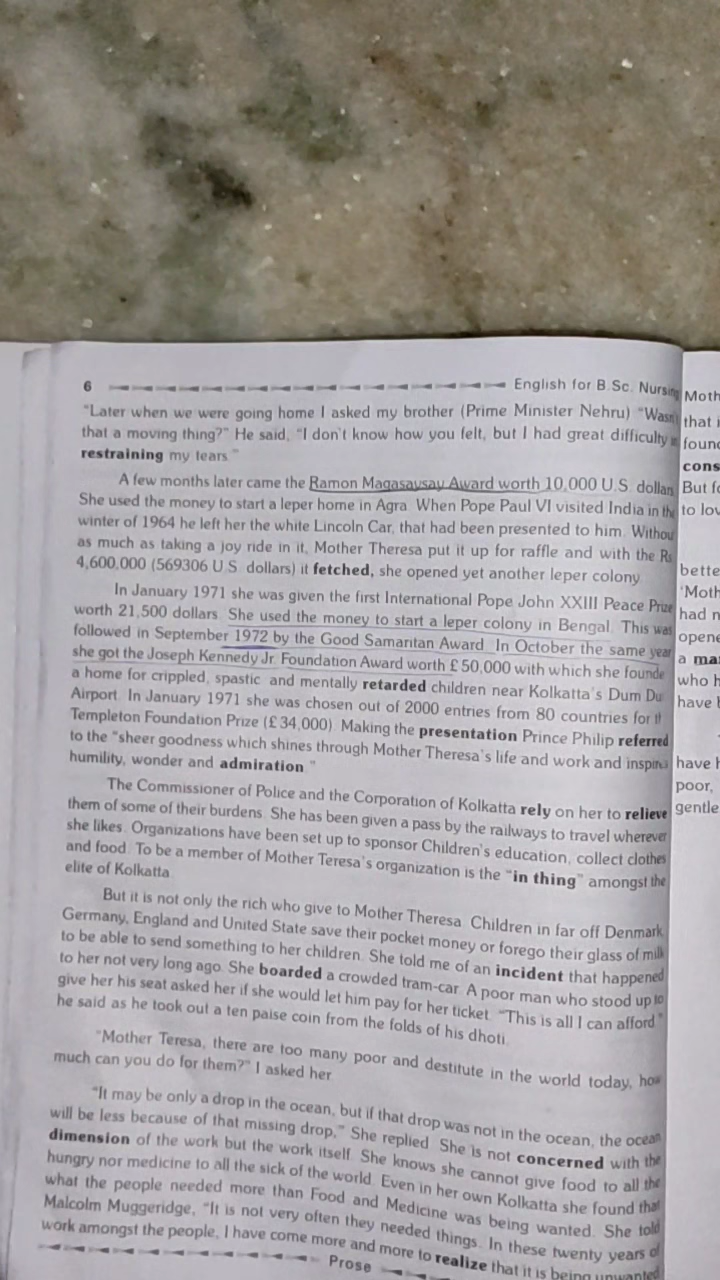 6 English for B.Sc. Nursing
"Later when we were going home I asked my brother (Prime Minister Nehru) "Wasn't
that a moving thing?" He said, "I don't know how you felt, but I had great difficulty in
restraining my tears."
A few months later came the Ramon Magasaysay Award worth 10,000 U.S. dollars
She used the money to start a leper home in Agra. When Pope Paul VI visited India in the
winter of 1964 he left her the white Lincoln Car, that had been presented to him. Without
as much as taking a joy ride in it, Mother Theresa put it up for raffle and with the Rs
4,600,000 (569306 U.S. dollars) it fetched, she opened yet another leper colony.
In January 1971 she was given the first International Pope John XXIII Peace Prize
worth 21,500 dollars. She used the money to start a leper colony in Bengal. This was
followed in September 1972 by the Good Samaritan Award. In October the same year
she got the Joseph Kennedy Jr. Foundation Award worth £ 50,000 with which she founde
a home for crippled, spastic and mentally retarded children near Kolkatta's Dum Du
Airport. In January 1971 she was chosen out of 2000 entries from 80 countries for th
Templeton Foundation Prize (£ 34,000). Making the presentation Prince Philip referred
to the "sheer goodness which shines through Mother Theresa's life and work and inspires
humility, wonder and admiration."
The Commissioner of Police and the Corporation of Kolkatta rely on her to relieve
them of some of their burdens. She has been given a pass by the railways to travel wherever
she likes. Organizations have been set up to sponsor Children's education, collect clothes
and food. To be a member of Mother Teresa's organization is the "in thing" amongst the
elite of Kolkatta.
But it is not only the rich who give to Mother Theresa. Children in far off Denmark,
Germany, England and United State save their pocket money or forego their glass of milk
to be able to send something to her children. She told me of an incident that happened
to her not very long ago. She boarded a crowded tram-car. A poor man who stood up to
give her his seat asked her if she would let him pay for her ticket. "This is all I can afford"
he said as he took out a ten paise coin from the folds of his dhoti.
"Mother Teresa, there are too many poor and destitute in the world today, how
much can you do for them?" I asked her.
"It may be only a drop in the ocean, but if that drop was not in the ocean, the ocean
will be less because of that missing drop," She replied. She is not concerned with the
dimension of the work but the work itself. She knows she cannot give food to all the
hungry nor medicine to all the sick of the world. Even in her own Kolkatta she found that
what the people needed more than Food and Medicine was being wanted. She told
Malcolm Muggeridge, "It is not very often they needed things. In these twenty years of
work amongst the people, I have come more and more to realize that it is being unwanted
Prose
Moth
that i
found
cons
But fo
to lov
bette
'Moth
had n
opene
a ma
who h
have b
have h
poor,
gentle